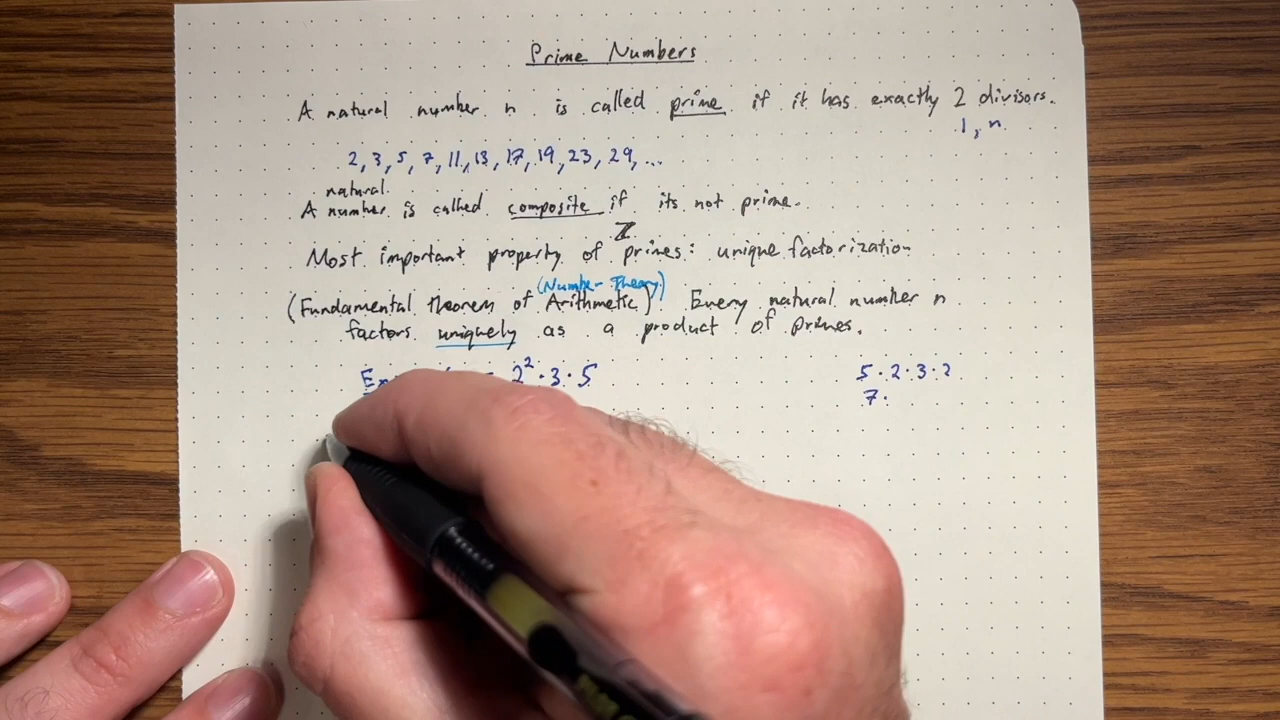 Prime Numbers
A natural number n is called prime if it has exactly 2 divisors.
1, n
2, 3, 5, 7, 11, 13, 17, 19, 23, 29, ...
natural
A number is called composite if its not prime.
ℤ
Most important property of primes: unique factorization
(Number Theory)
(Fundamental theorem of Arithmetic) Every natural number n
factors uniquely as a product of primes.
2²·3·5
5·2·3·2
7·